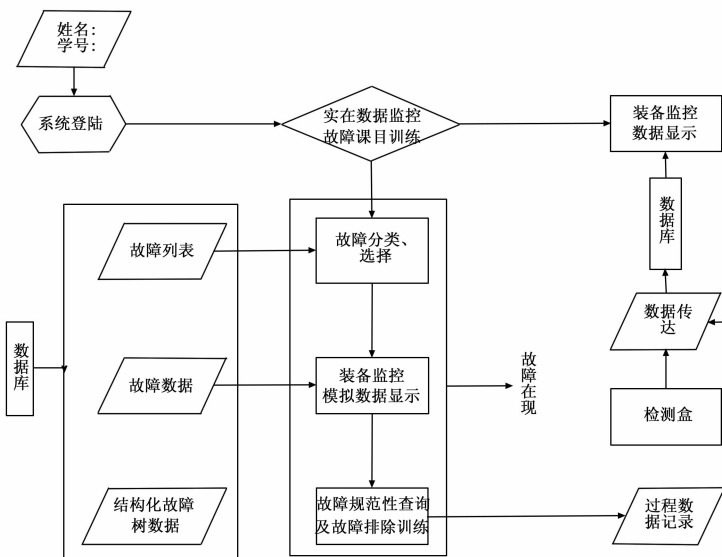 姓名:
学号:
系统登陆
实在数据监控
故障课目训练
装备监控
数据显示
数据库
故障列表
故障分类、
选择
数据传
达
数据库
故障数据
装备监控
模拟数据显示
故障在现
检测盒
结构化故障
树数据
故障规范性查询
及故障排除训练
过程数
据记录